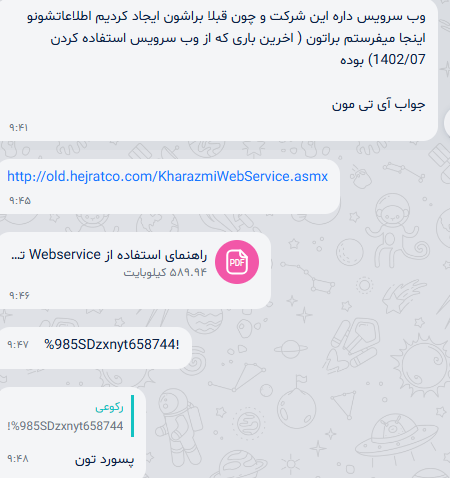 وب سرویس داره این شرکت و چون قبلا براشون ایجاد کردیم اطلاعاتشونو
اینجا میفرستم براتون ( اخرین باری که از وب سرویس استفاده کردن
1402/07) بوده
جواب آی تی مون
۹:۴۱
http://old.hejratco.com/KharazmiWebService.asmx
۹:۴۵
راهنمای استفاده از Webservice تـ...
PDF
۵۸۹.۹۴ کیلوبایت
۹:۴۶
%985SDzxnyt658744!
۹:۴۷
رکوعی
!%985SDzxnyt658744
پسورد تون
۹:۴۸